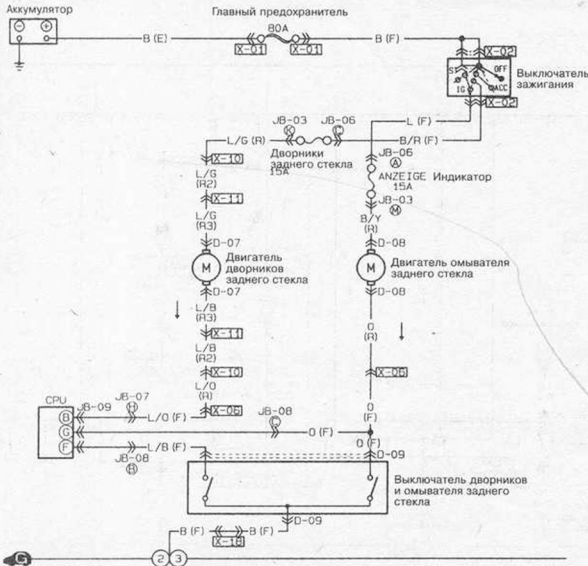 Аккумулятор
Главный предохранитель
80A
B (E)
X-01
X-01
B (F)
X-02
S
OFF
IG
ACC
Выключатель
зажигания
X-02
L (F)
B/R (F)
JB-03
JB-06
L/G (R)
K
C
Дворники
заднего стекла
15A
JB-06
A
ANZEIGE Индикатор
15A
JB-03
M
X-10
L/G
(R2)
X-11
L/G
(R3)
B/Y
(R)
D-07
D-08
M
Двигатель
дворников
заднего стекла
M
Двигатель омывателя
заднего стекла
D-07
D-08
L/B
(R3)
X-11
L/B
(R2)
X-10
L/O
(R)
X-06
O
(R)
X-06
O
(F)
CPU
JB-09
JB-07
H
B
L/O (F)
JB-08
C
G
O (F)
O (F)
F
L/B (F)
JB-08
H
D-09
Выключатель дворников
и омывателя заднего
стекла
D-09
B (F)
X-18
B (F)
G
2
3